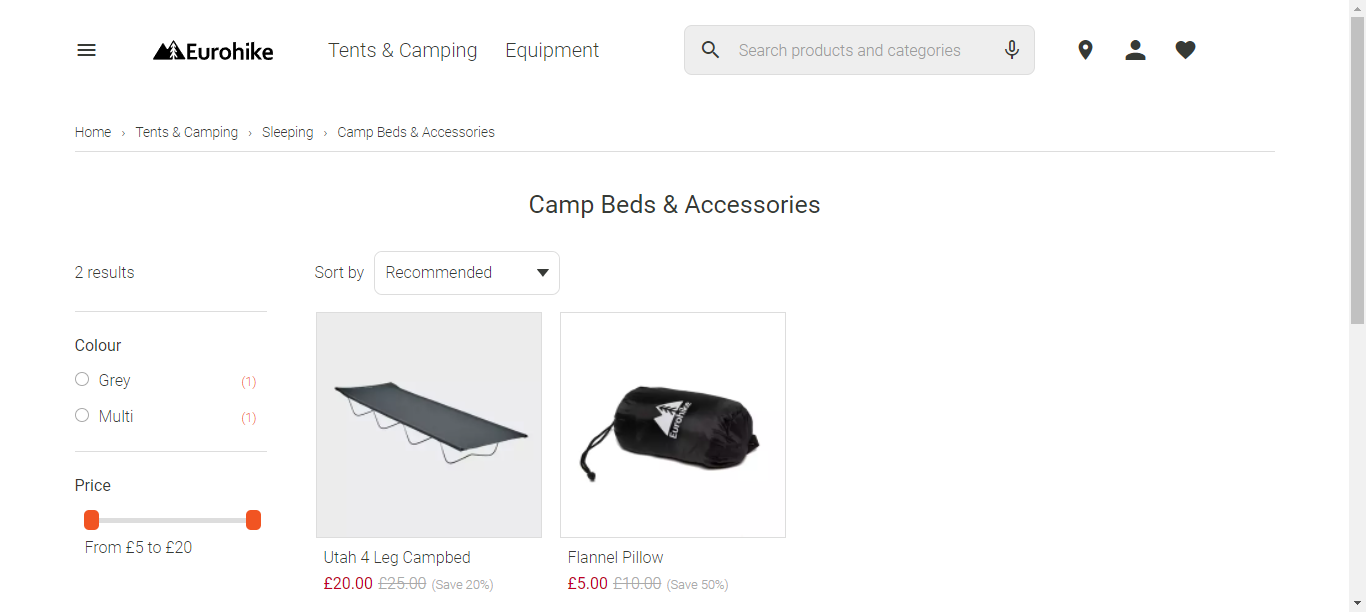 Eurohike
Tents & Camping
Equipment
Search products and categories
Home › Tents & Camping › Sleeping › Camp Beds & Accessories
Camp Beds & Accessories
2 results
Sort by
Recommended
Colour
Grey (1)
Multi (1)
Price
From £5 to £20
Eurohike
Utah 4 Leg Campbed
£20.00 £25.00 (Save 20%)
Flannel Pillow
£5.00 £10.00 (Save 50%)